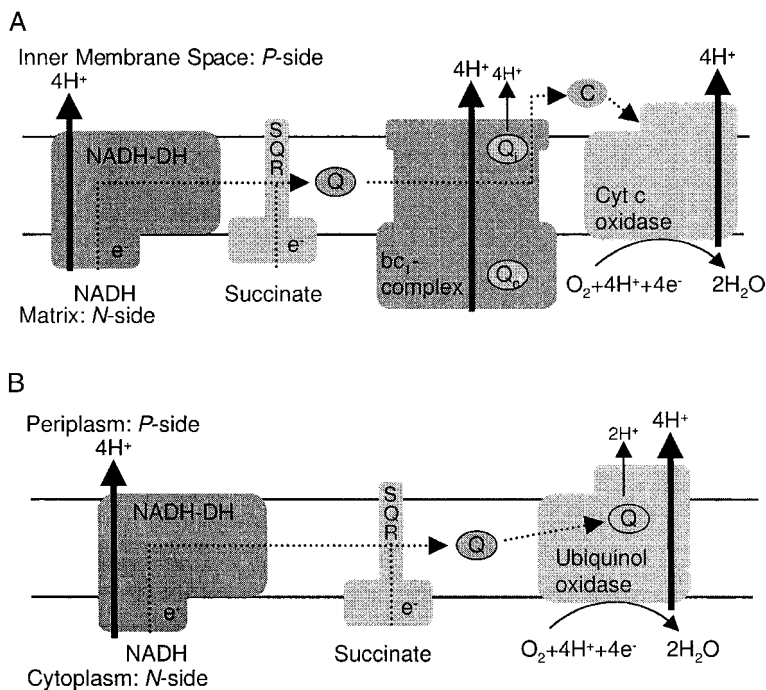 A
Inner Membrane Space: P-side
4H+
4H+
4H+
4H+
C
NADH-DH
SQR
Q
Qi
Cyt c
oxidase
e-
e-
bc1-
complex
Qo
NADH
Succinate
O2+4H++4e-
2H2O
Matrix: N-side
B
Periplasm: P-side
4H+
2H+
4H+
NADH-DH
SQR
Q
Q
Ubiquinol
oxidase
e-
e-
NADH
Succinate
O2+4H++4e-
2H2O
Cytoplasm: N-side